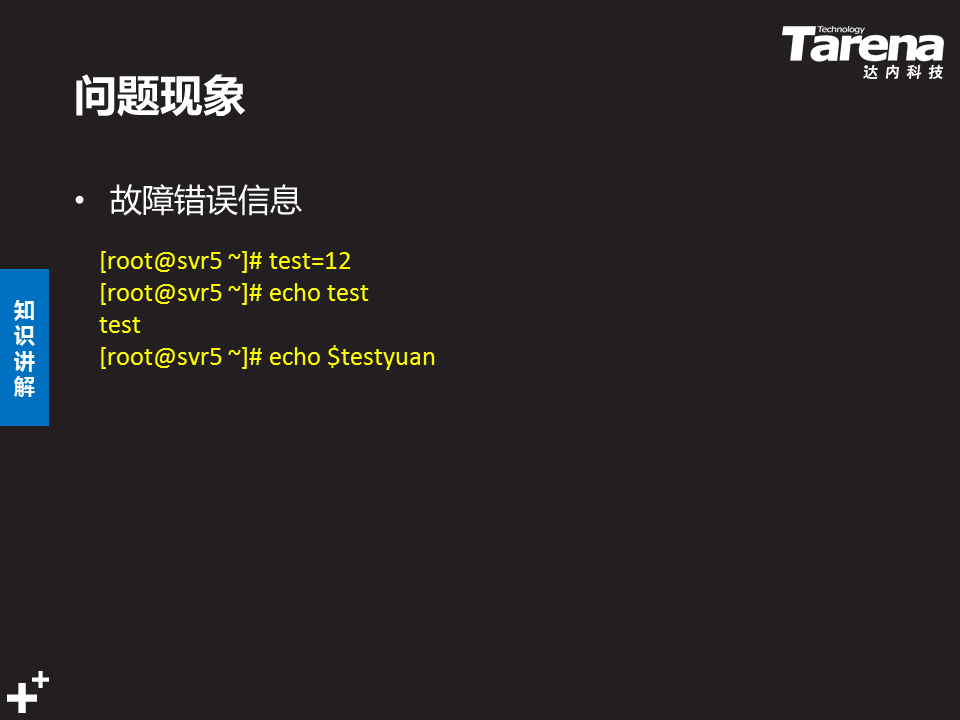 Technology
Tarena
达内科技
问题现象
• 故障错误信息
[root@svr5 ~]# test=12
[root@svr5 ~]# echo test
test
[root@svr5 ~]# echo $testyuan
知
识
讲
解